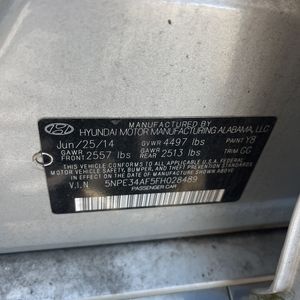 MANUFACTURED BY
HYUNDAI MOTOR MANUFACTURING ALABAMA, LLC
Jun/25/14 GVWR 4497 lbs PAINT Y8
GAWR FRONT 2557 lbs GAWR REAR 2513 lbs TRIM GG
THIS VEHICLE CONFORMS TO ALL APPLICABLE U.S.A. FEDERAL
MOTOR VEHICLE SAFETY, BUMPER, AND THEFT PREVENTION
STANDARDS IN EFFECT ON THE DATE OF MANUFACTURE SHOWN ABOVE.
V.I.N. 5NPE34AF5FH028489
PASSENGER CAR